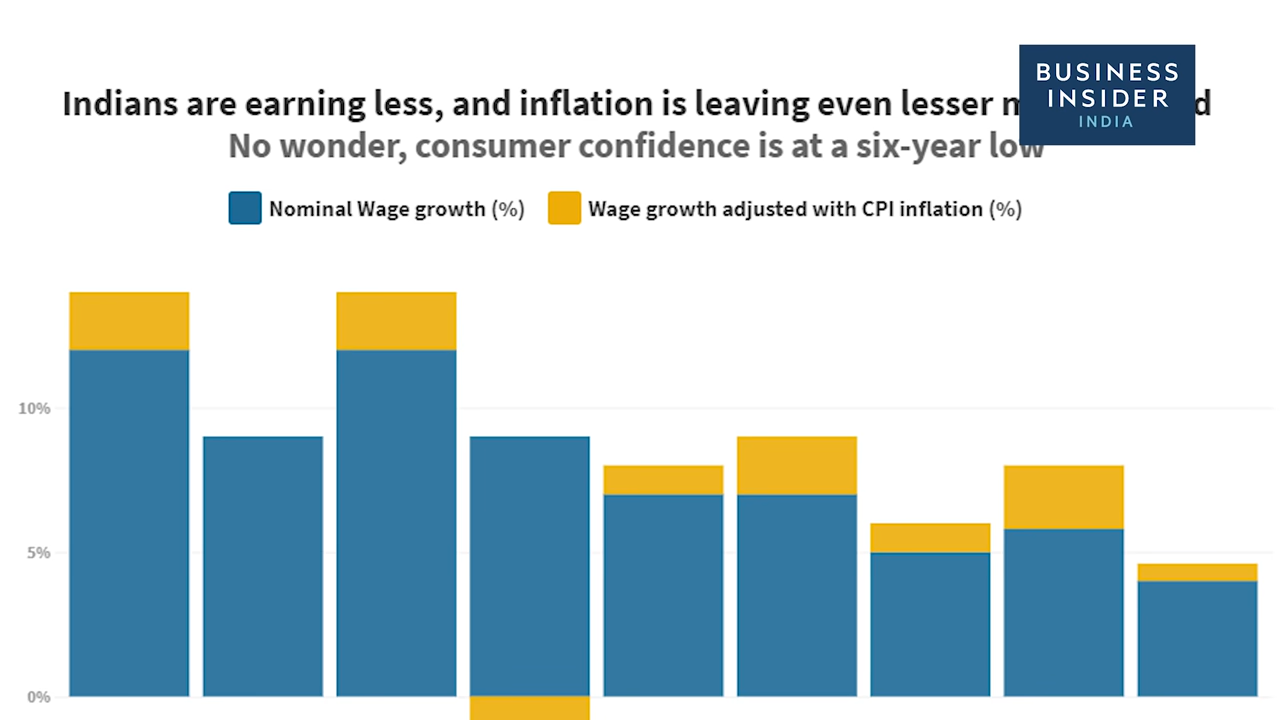 BUSINESS
INSIDER
INDIA
Indians are earning less, and inflation is leaving even lesser
No wonder, consumer confidence is at a six-year low
Nominal Wage growth (%)
Wage growth adjusted with CPI inflation (%)
10%
5%
0%